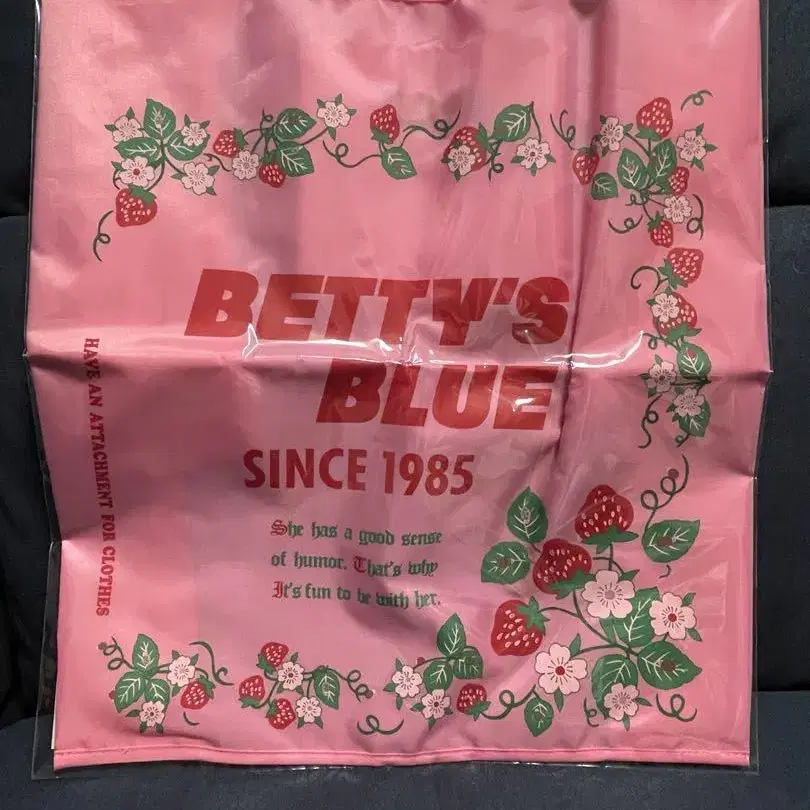 BETTY'S
BLUE
SINCE 1985
She has a good sense
of humor. That's why
It's fun to be with her.
HAVE AN ATTACHMENT FOR CLOTHES